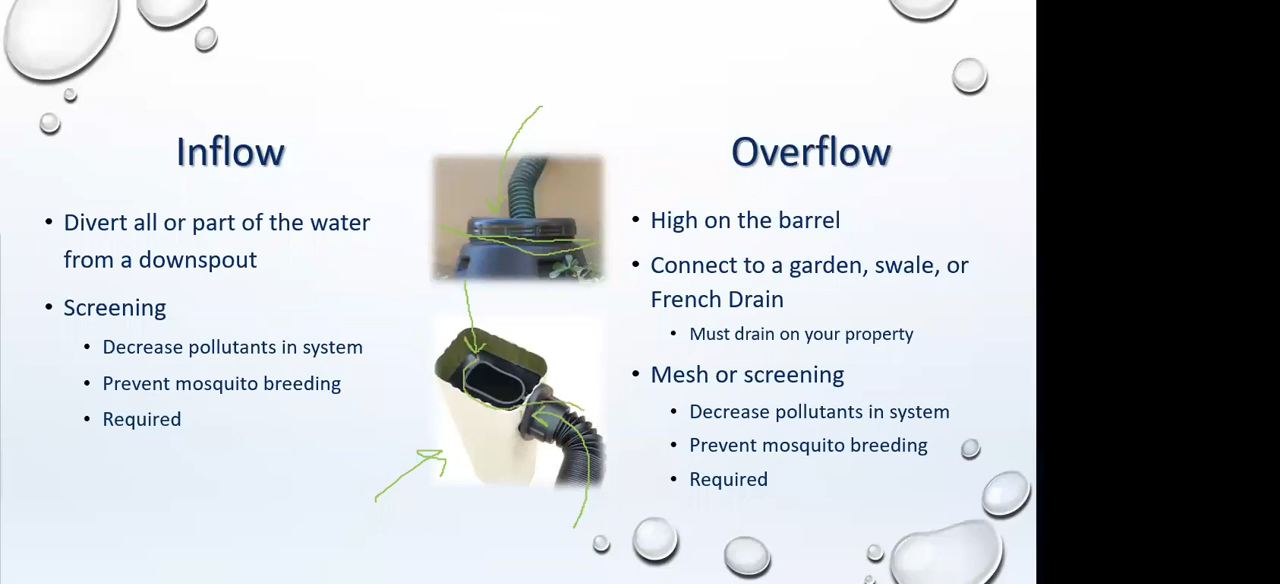 Inflow
• Divert all or part of the water
from a downspout
• Screening
• Decrease pollutants in system
• Prevent mosquito breeding
• Required
Overflow
• High on the barrel
• Connect to a garden, swale, or
French Drain
• Must drain on your property
• Mesh or screening
• Decrease pollutants in system
• Prevent mosquito breeding
• Required